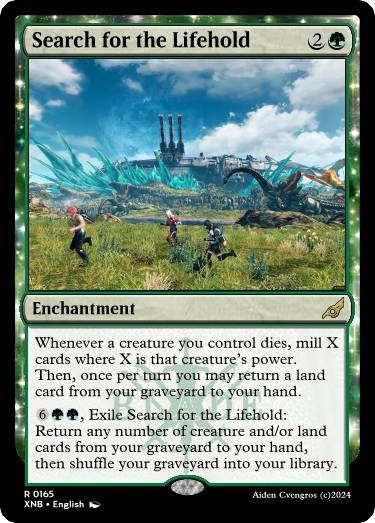 Search for the Lifehold 2
Enchantment
Whenever a creature you control dies, mill X
cards where X is that creature's power.
Then, once per turn you may return a land
card from your graveyard to your hand.
6, Exile Search for the Lifehold:
Return any number of creature and/or land
cards from your graveyard to your hand,
then shuffle your graveyard into your library.
R 0165
XNB • English Aiden Cvengros (c)2024